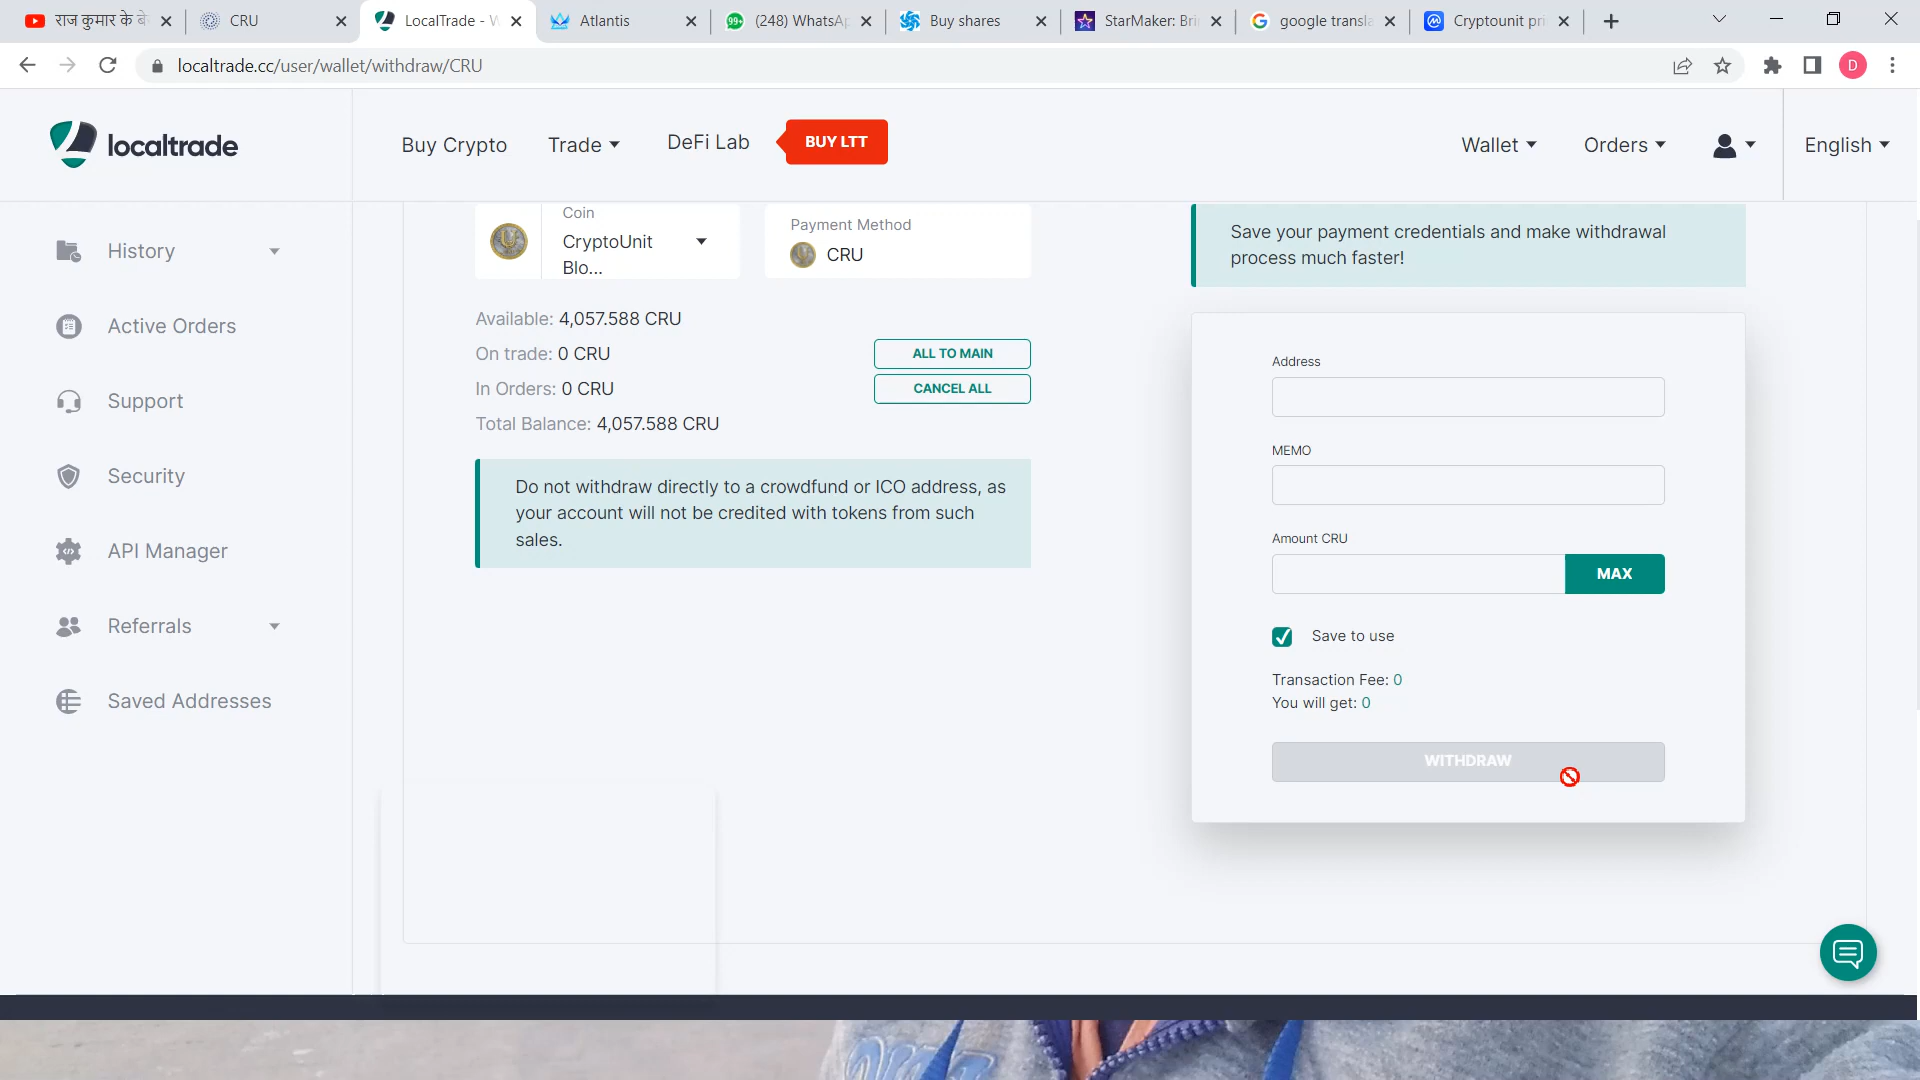 राज कुमार के बे
CRU
LocalTrade - W
Atlantis
99+
(248) WhatsAp
Buy shares
StarMaker: Bri
google transla
Cryptounit pri
localtrade.cc/user/wallet/withdraw/CRU
D
localtrade
Buy Crypto
Trade
DeFi Lab
BUY LTT
Wallet
Orders
English
History
Active Orders
Support
Security
API Manager
Referrals
Saved Addresses
Coin
CryptoUnit
Blo...
Payment Method
CRU
Available: 4,057.588 CRU
On trade: 0 CRU
ALL TO MAIN
In Orders: 0 CRU
CANCEL ALL
Total Balance: 4,057.588 CRU
Do not withdraw directly to a crowdfund or ICO address, as
your account will not be credited with tokens from such
sales.
Save your payment credentials and make withdrawal
process much faster!
Address
MEMO
Amount CRU
MAX
Save to use
Transaction Fee: 0
You will get: 0
WITHDRAW